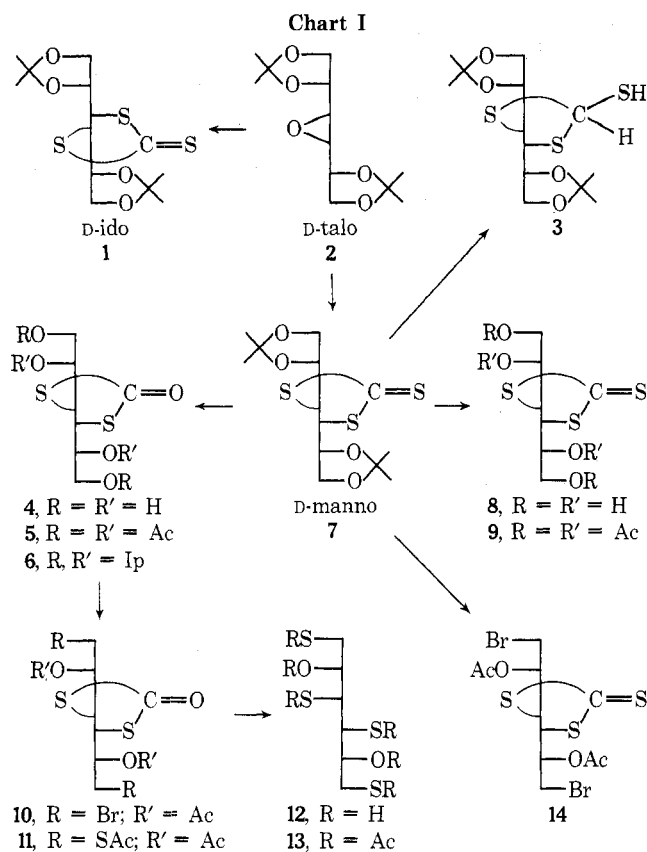 Chart I
O O SH
O O O
S S O S H
S C=S C
O O S
O O O
D-ido D-talo
1 2 3
RO O RO
R'O O R'O
S C=O S C=S S C=S
S S S
OR' O OR'
OR O OR
4, R = R' = H D-manno 8, R = R' = H
5, R = R' = Ac 7 9, R = R' = Ac
6, R, R' = Ip
R RS Br
R'O RO AcO
S C=O RS S C=S
S SR S
OR' OR OAc
R SR Br
10, R = Br; R' = Ac 12, R = H 14
11, R = SAc; R' = Ac 13, R = Ac